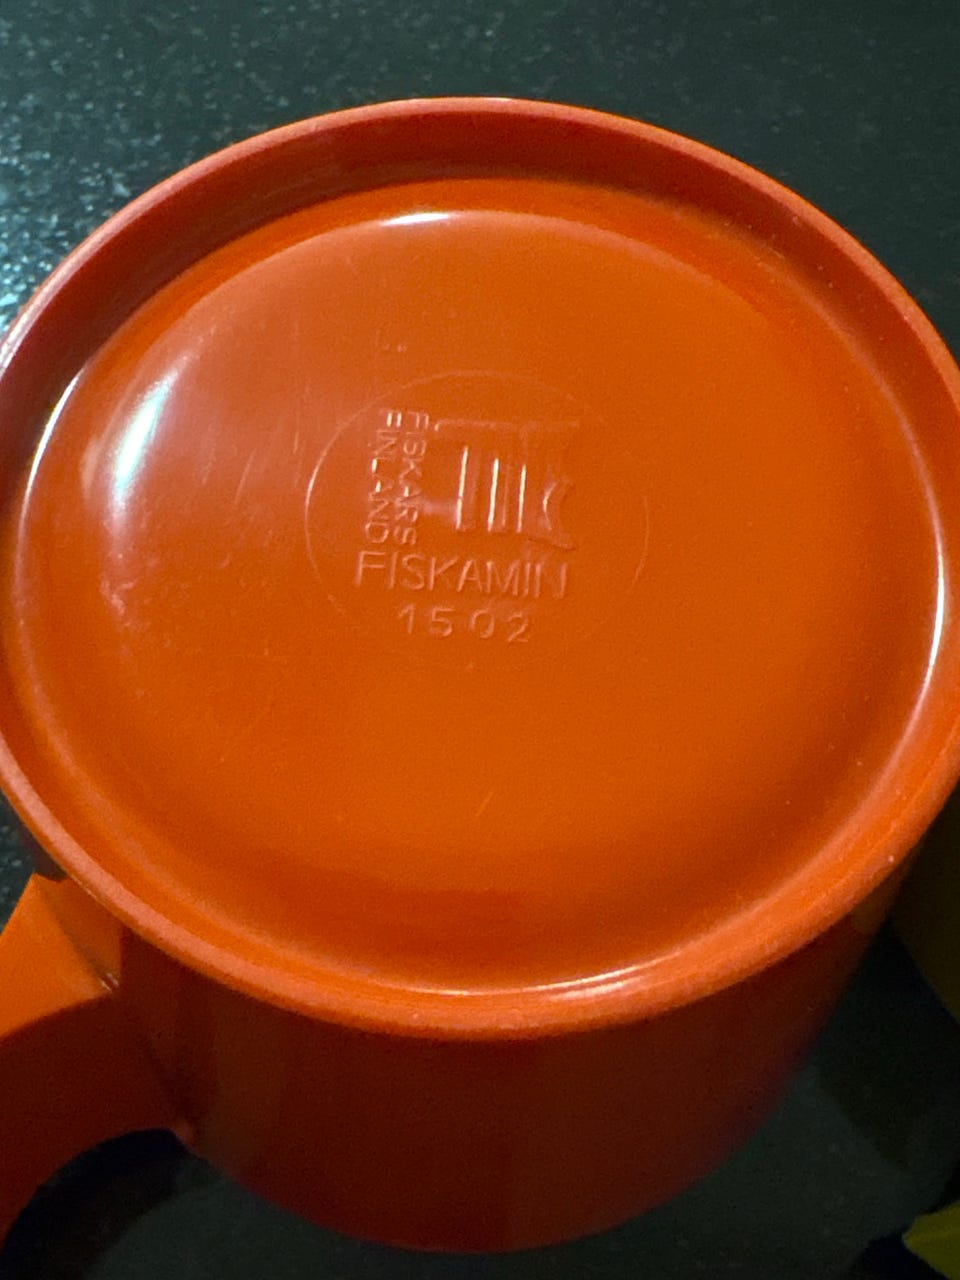 FISKARS
FINLAND
FISKAMIN
1502